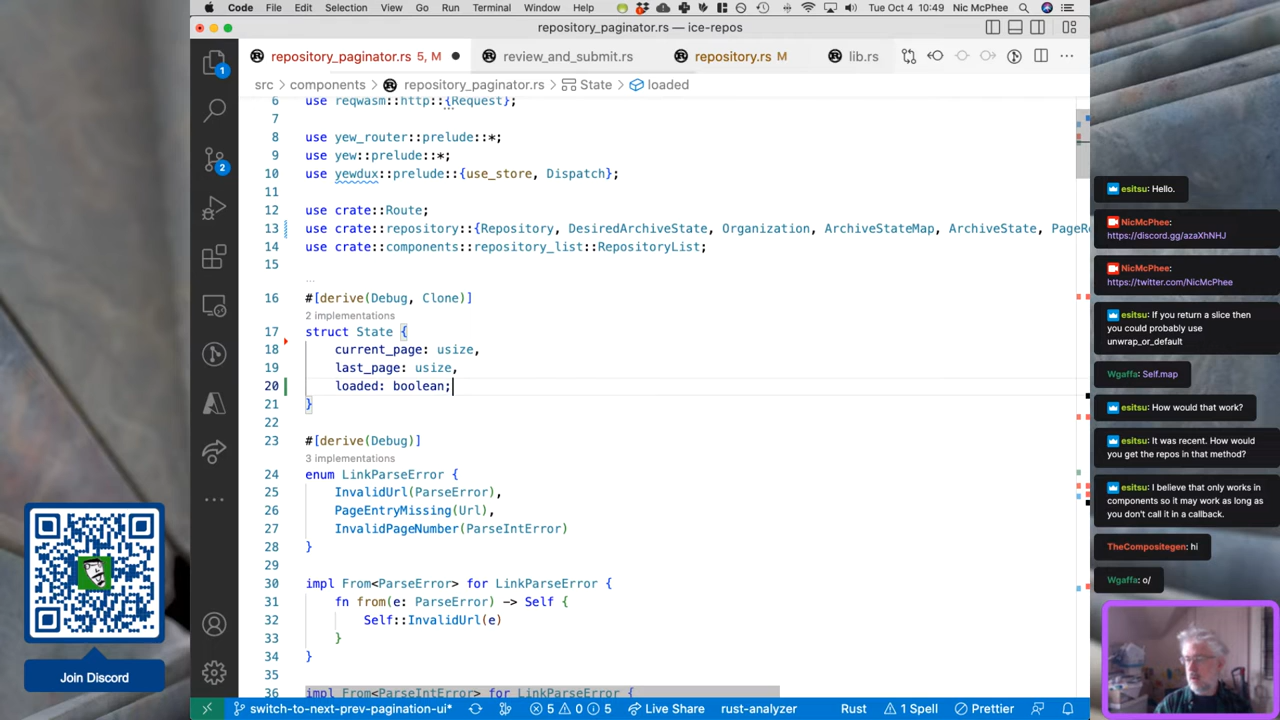 Code File Edit Selection View Go Run Terminal Window Help Tue Oct 4 10:49 Nic McPhee
repository_paginator.rs — ice-repos
repository_paginator.rs 5, M review_and_submit.rs repository.rs M lib.rs
src components repository_paginator.rs State loaded
6 use reqwasm::http::{Request};
7
8 use yew_router::prelude::*;
9 use yew::prelude::*;
10 use yewdux::prelude::{use_store, Dispatch};
11
12 use crate::Route;
13 use crate::repository::{Repository, DesiredArchiveState, Organization, ArchiveStateMap, ArchiveState, PageRe
14 use crate::components::repository_list::RepositoryList;
15
...
16 #[derive(Debug, Clone)]
2 implementations
17 struct State {
18 current_page: usize,
19 last_page: usize,
20 loaded: boolean;
21 }
22
23 #[derive(Debug)]
3 implementations
24 enum LinkParseError {
25 InvalidUrl(ParseError),
26 PageEntryMissing(Url),
27 InvalidPageNumber(ParseIntError)
28 }
29
30 impl From<ParseError> for LinkParseError {
31 fn from(e: ParseError) -> Self {
32 Self::InvalidUrl(e)
33 }
34 }
35
36 impl From<ParseIntError> for LinkParseError {
1
2
switch-to-next-prev-pagination-ui* 5 0 5 Live Share rust-analyzer Rust 1 Spell Prettier
Join Discord
esitsu: Hello.
NicMcPhee:
https://discord.gg/azaXhNHJ
NicMcPhee:
https://twitter.com/NicMcPhee
esitsu: If you return a slice then
you could probably use
unwrap_or_default
Wgaffa: Self.map
esitsu: How would that work?
esitsu: It was recent. How would
you get the repos in that method?
esitsu: I believe that only works in
components so it may work as long as
you don't call it in a callback.
TheCompositegen: hi
Wgaffa: o/